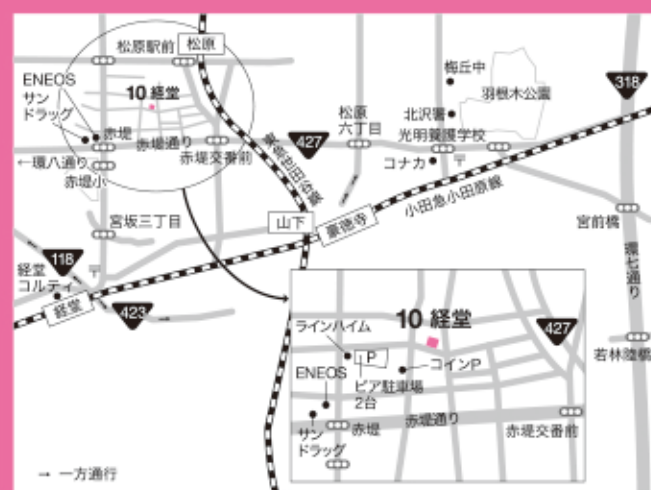 松原駅前
松原
ENEOS
サン
ドラッグ
10 経堂
赤堤
赤堤通り
←環八通り
赤堤小
赤堤交番前
427
東急世田谷線
松原
六丁目
梅丘中
羽根木公園
北沢署
光明養護学校
コナカ
318
小田急小田原線
宮坂三丁目
山下
豪徳寺
宮前橋
118
経堂
コルティ
経堂
423
環七通り
若林陸橋
10 経堂
427
ラインハイム
P
コインP
ピア駐車場
2台
ENEOS
サン
ドラッグ
赤堤
赤堤通り
赤堤交番前
→ 一方通行